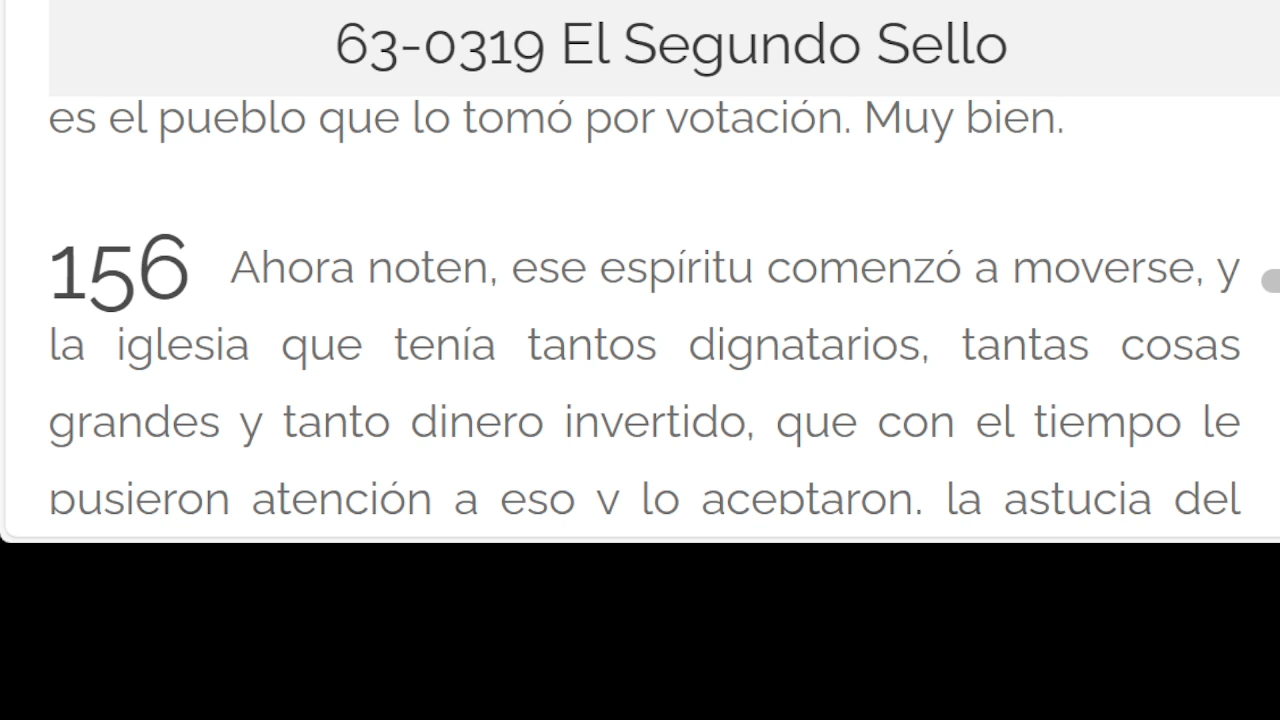 63-0319 El Segundo Sello
es el pueblo que lo tomó por votación. Muy bien.
156 Ahora noten, ese espíritu comenzó a moverse, y
la iglesia que tenía tantos dignatarios, tantas cosas
grandes y tanto dinero invertido, que con el tiempo le
pusieron atención a eso y lo aceptaron, la astucia del